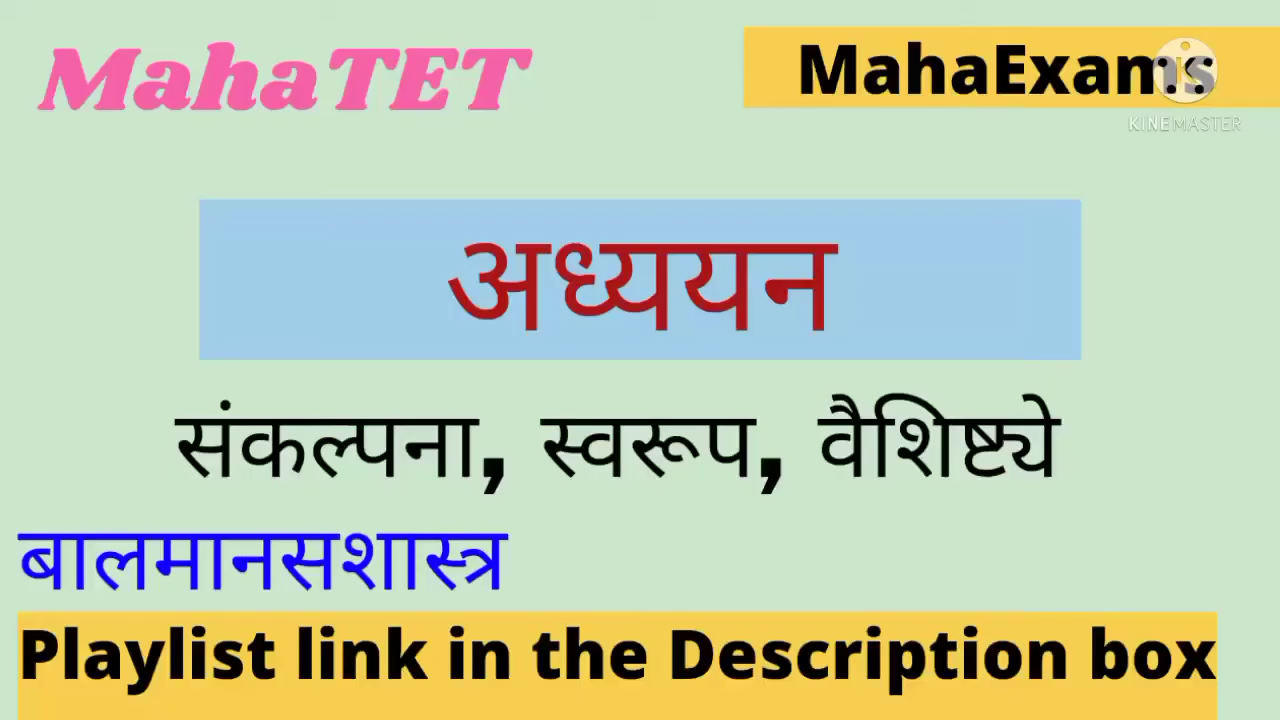 MahaTET
MahaExams
KINEMASTER
अध्ययन
संकल्पना, स्वरूप, वैशिष्ट्ये
बालमानसशास्त्र
Playlist link in the Description box